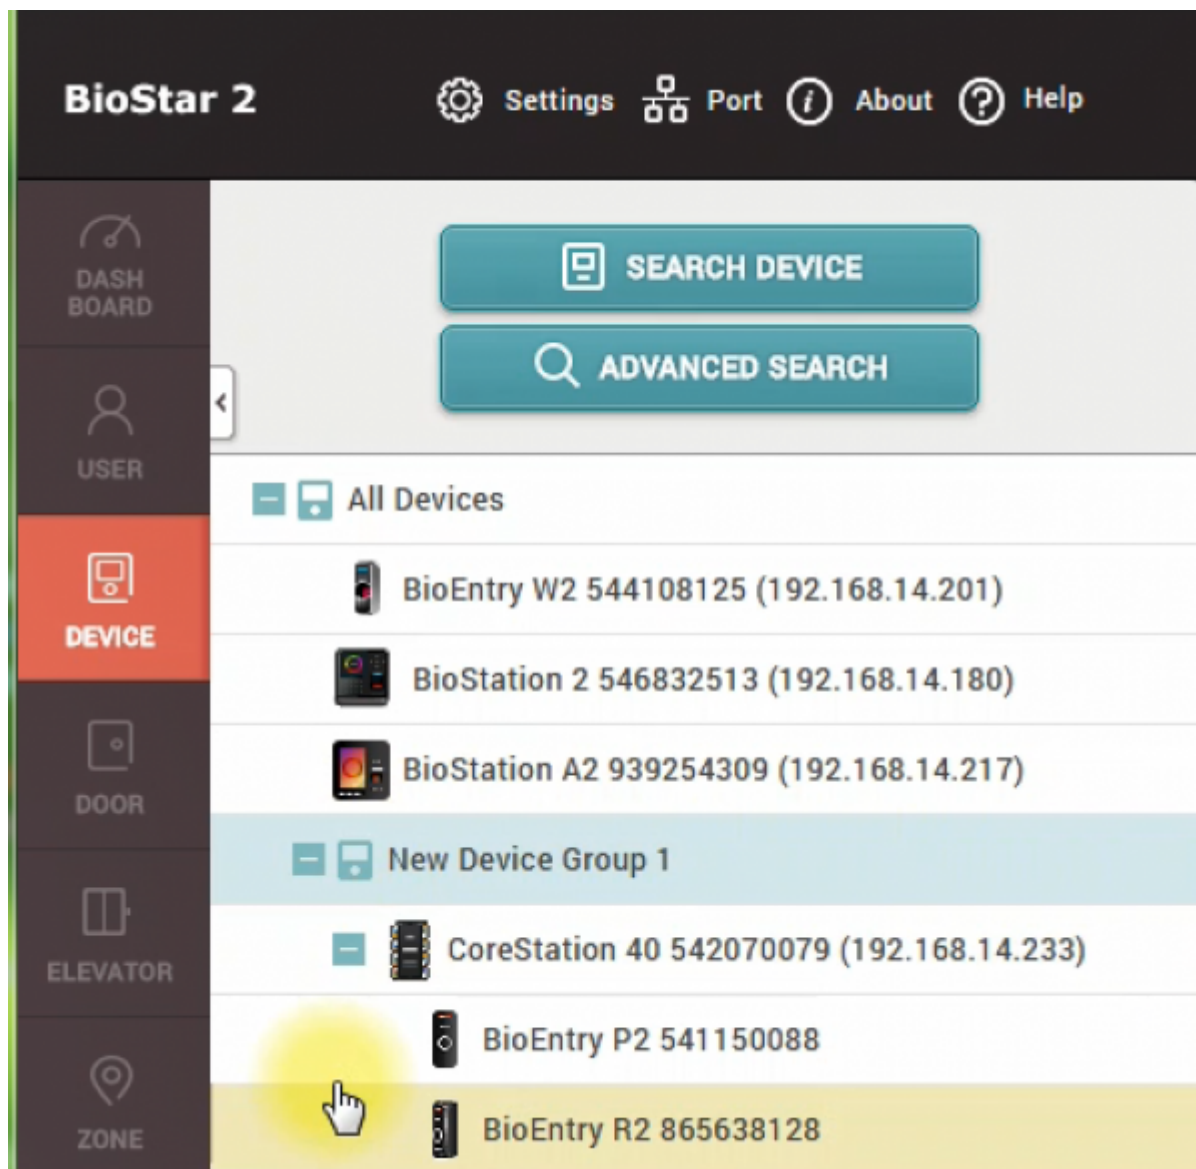 BioStar 2
Settings Port About Help
DASH
BOARD
SEARCH DEVICE
ADVANCED SEARCH
USER
All Devices
BioEntry W2 544108125 (192.168.14.201)
DEVICE
BioStation 2 546832513 (192.168.14.180)
BioStation A2 939254309 (192.168.14.217)
DOOR
New Device Group 1
CoreStation 40 542070079 (192.168.14.233)
ELEVATOR
BioEntry P2 541150088
BioEntry R2 865638128
ZONE